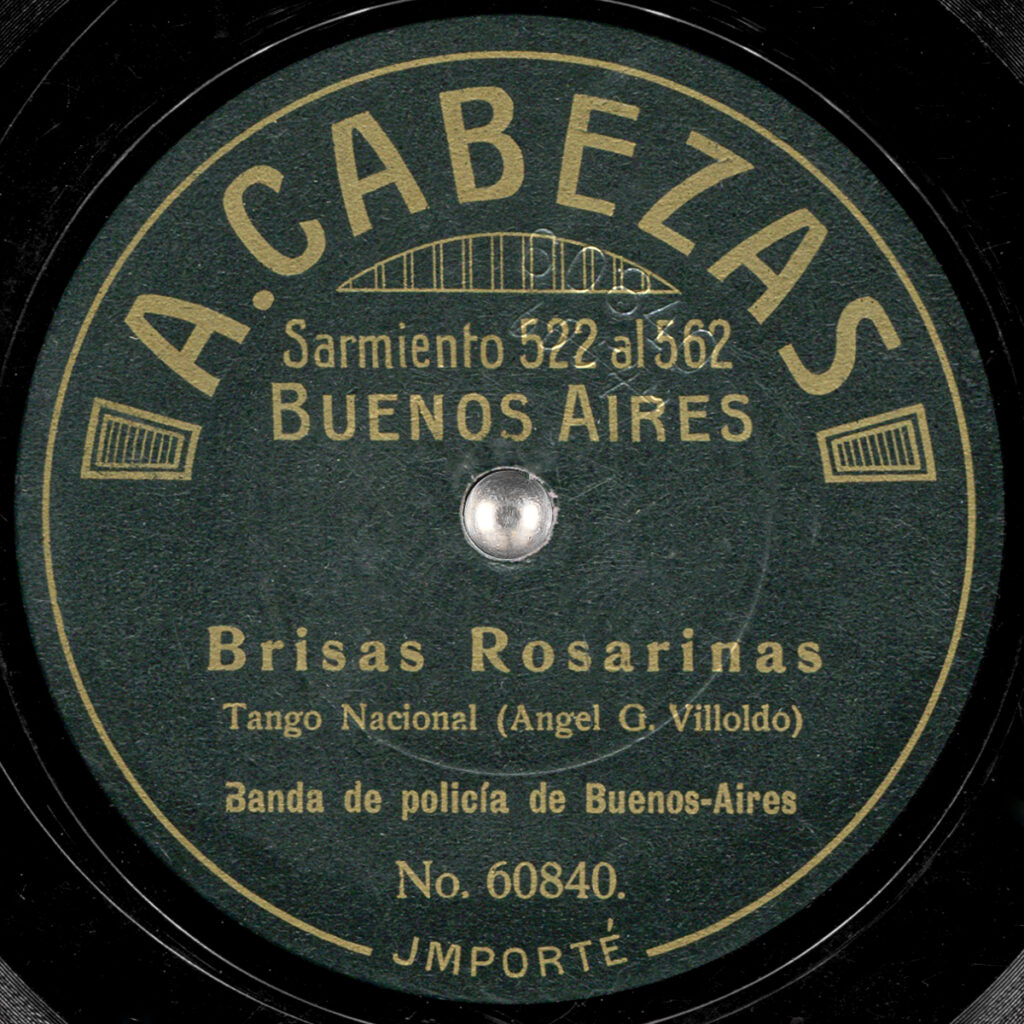 A. CABEZAS
Sarmiento 522 al 562
BUENOS AIRES
Brisas Rosarinas
Tango Nacional (Angel G. Villoldo)
Banda de policía de Buenos-Aires
No. 60840.
JMPORTÉ